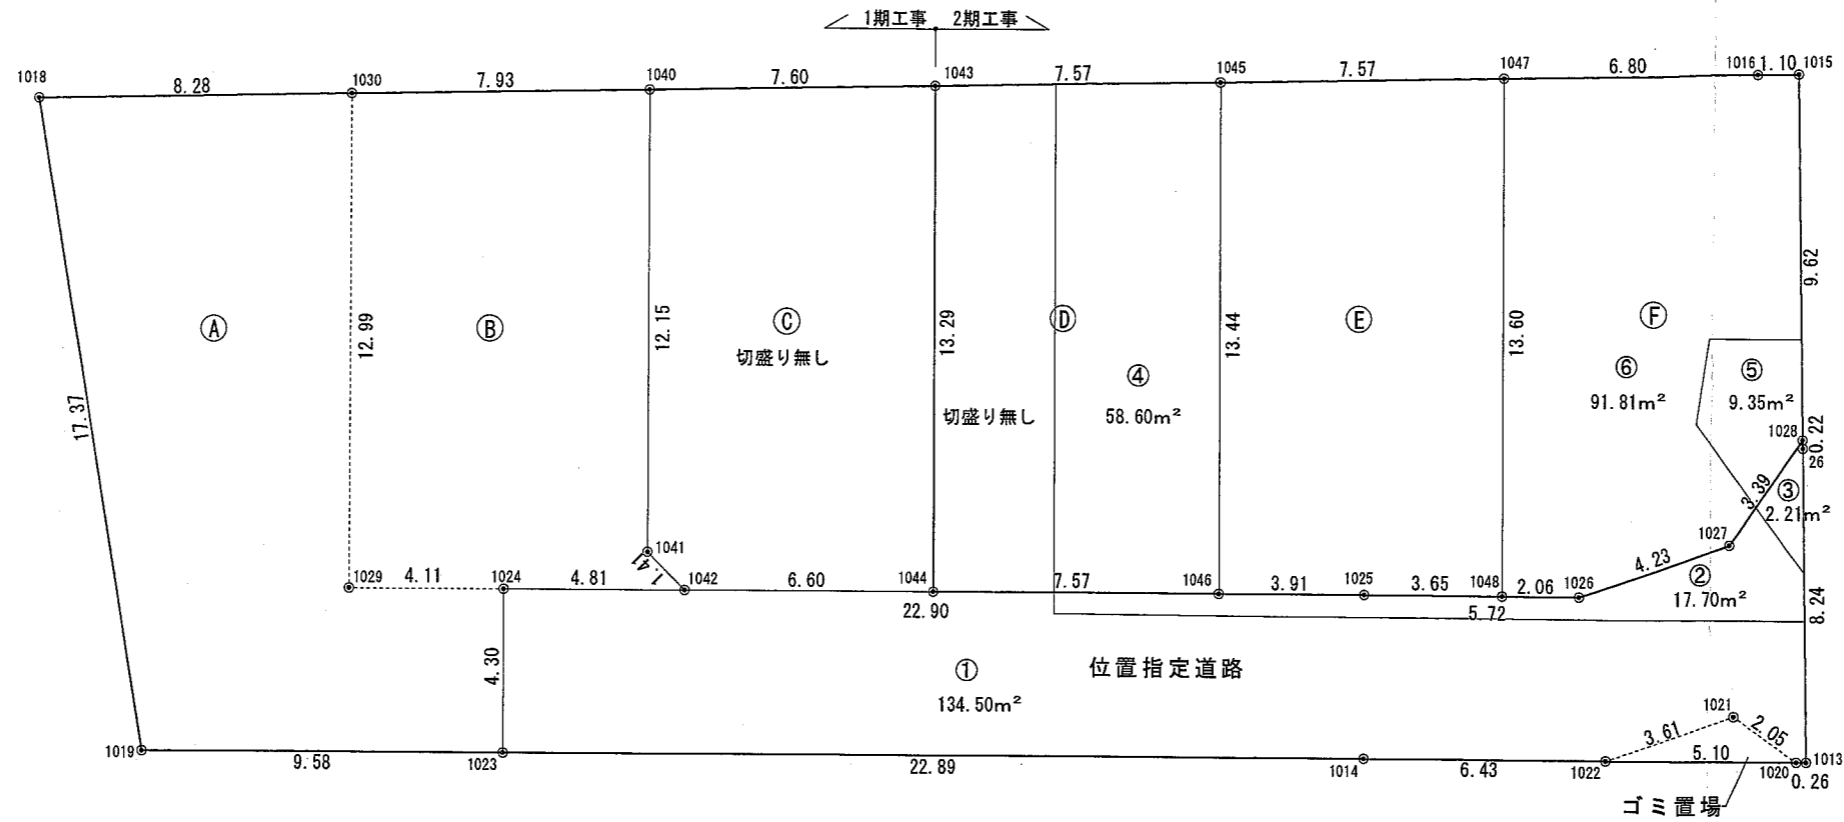 1期工事 2期工事
1018 8.28 1030 7.93 1040 7.60 1043 7.57 1045 7.57 1047 6.80 1016 1.10 1015
9.62
Ⓐ 12.99 Ⓑ 12.15 Ⓒ 13.29 Ⓓ 13.44 Ⓔ 13.60 Ⓕ
切盛り無し
④ ⑥ ⑤
17.37 切盛り無し 58.60m² 91.81m² 9.35m²
1028 0.22
26
3.39 ③
2.21m²
1041 1027
1.41 4.23
1029 4.11 1024 4.81 1042 6.60 1044 7.57 1046 3.91 1025 3.65 1048 2.06 1026 ②
17.70m²
22.90 5.72 8.24
4.30 ① 位置指定道路
134.50m²
1021
3.61 2.05
1019 9.58 1023 22.89 1014 6.43 1022 5.10 1020 1013
0.26
ゴミ置場